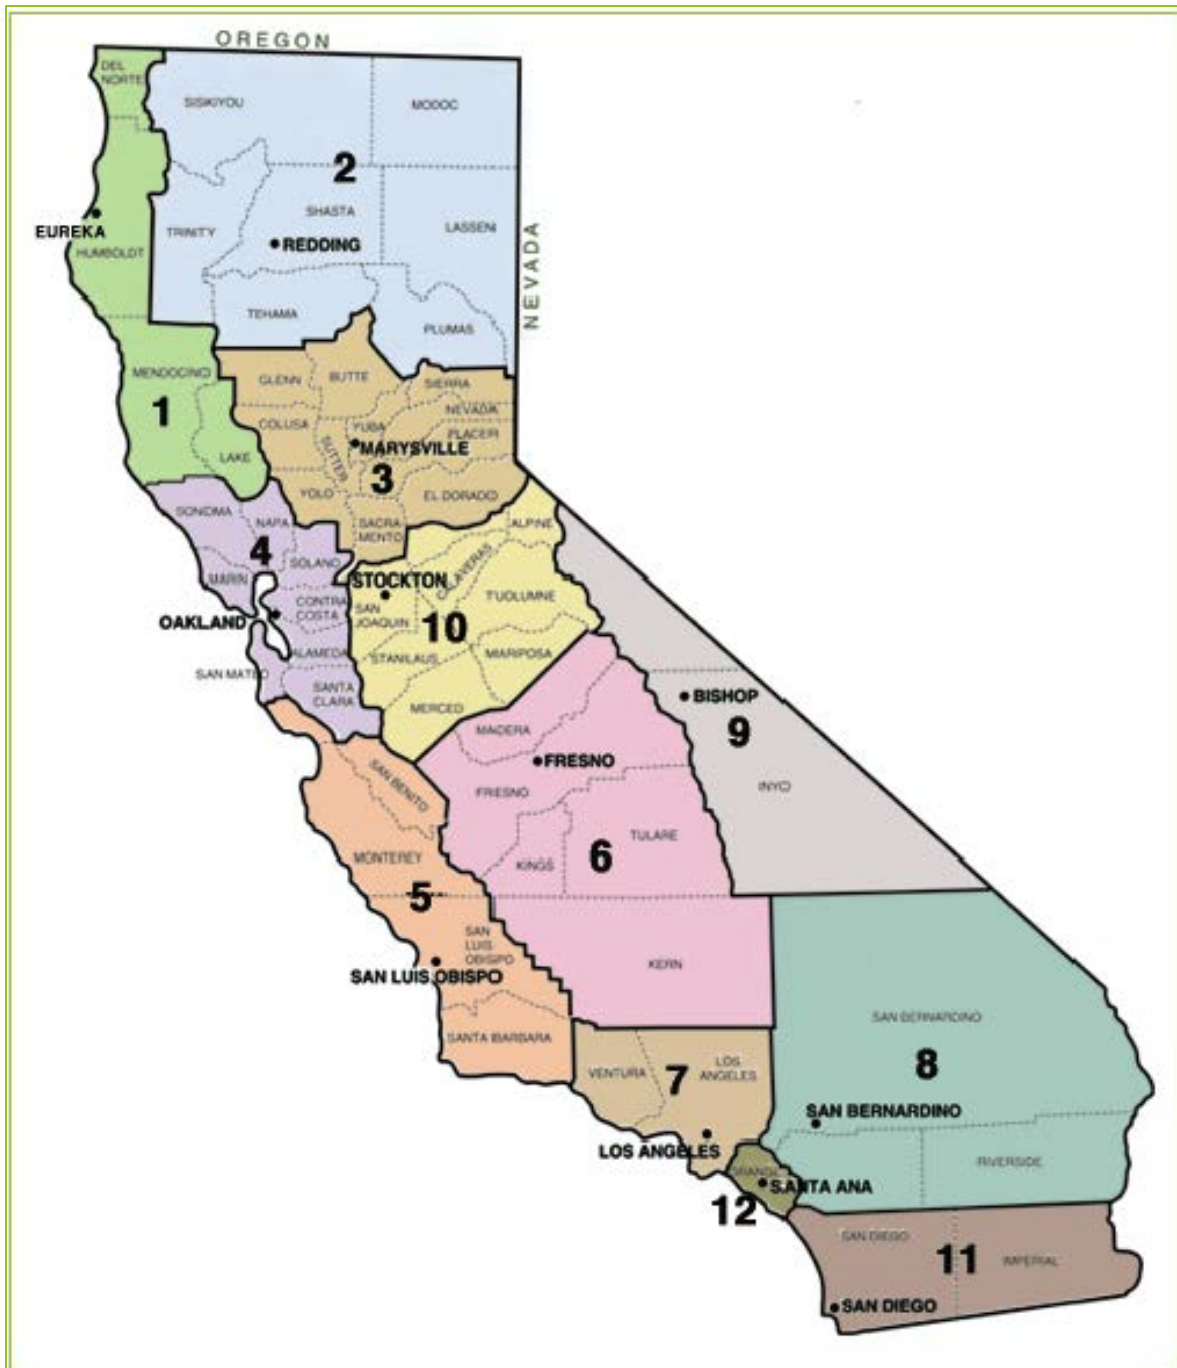 OREGON
DEL
NORTE
SISKIYOU
MODOC
2
SHASTA
LASSENI
EUREKA
TRINITY
REDDING
HUMBOLDT
NEVADA
TEHAMA
PLUMAS
MENDOCINO
GLENN
BUTTE
SIERRA
1
NEVADA
COLUSA
YUBA
PLACERI
MARYSVILLE
SUTTER
LAKE
3
YOLO
EL DORADO
SONOMA
NAPA
SACRA-
MENTO
ALPINE
4
SOLANO
CALAVERAS
MARIN
STOCKTON
CONTRA
COSTA
TUOLUMNE
OAKLAND
SAN
JOAQUIN
10
ALAMEDA
STANILAUS
MARIPOSA
SAN MATEO
SANTA
CLARA
BISHOP
MERCED
MADERA
9
FRESNO
SAN BENITO
FRESNO
INYO
TULARE
MONTEREY
KINGS
6
5
SAN
LUIS
OBISPO
KERN
SAN LUIS OBISPO
SAN BERNARDINO
SANTA BARBARA
VENTURA
7
LOS
ANGELES
8
SAN BERNARDINO
LOS ANGELES
RIVERSIDE
ORANGE
SANTA ANA
12
SAN DIEGO
11
IMPERIAL
SAN DIEGO